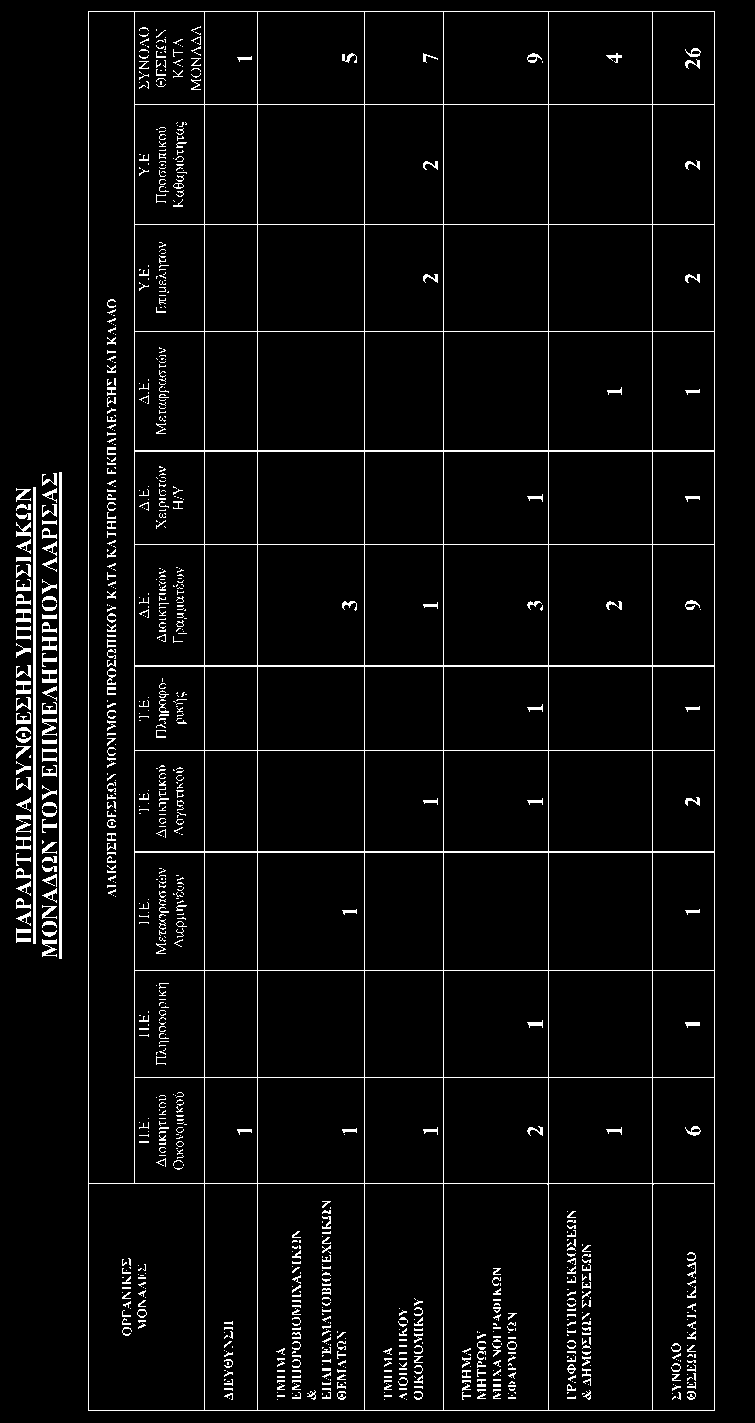 ΠΑΡΑΡΤΗΜΑ ΣΥΝΘΕΣΗΣ ΥΠΗΡΕΣΙΑΚΩΝ
ΜΟΝΑΔΩΝ ΤΟΥ ΕΠΙΜΕΛΗΤΗΡΙΟΥ ΛΑΡΙΣΑΣ
ΟΡΓΑΝΙΚΕΣ
ΜΟΝΑΔΕΣ
ΔΙΑΚΡΙΣΗ ΘΕΣΕΩΝ ΜΟΝΙΜΟΥ ΠΡΟΣΩΠΙΚΟΥ ΚΑΤΑ ΚΑΤΗΓΟΡΙΑ ΕΚΠΑΙΔΕΥΣΗΣ ΚΑΙ ΚΛΑΔΟ
Π.Ε.
Διοικητικού
Οικονομικού
Π.Ε.
Πληροφορική
Π.Ε.
Μεταφραστών
Διερμηνέων
Τ.Ε.
Διοικητικού
Λογιστικού
Τ.Ε.
Πληροφο-
ρικής
Δ.Ε.
Διοικητικών
Γραμματέων
Δ.Ε.
Χειριστών
Η/Υ
Δ.Ε.
Μεταφραστών
Υ.Ε.
Επιμελητών
Υ.Ε
Προσωπικού
Καθαριότητας
ΣΥΝΟΛΟ
ΘΕΣΕΩΝ
ΚΑΤΑ
ΜΟΝΑΔΑ
ΔΙΕΥΘΥΝΣΗ 1 1
ΤΜΗΜΑ
ΕΜΠΟΡΟΒΙΟΜΗΧΑΝΙΚΩΝ
&
ΕΠΑΓΓΕΛΜΑΤΟΒΙΟΤΕΧΝΙΚΩΝ
ΘΕΜΑΤΩΝ
1 1 3 5
ΤΜΗΜΑ
ΔΙΟΙΚΗΤΙΚΟΥ
ΟΙΚΟΝΟΜΙΚΟΥ
1 1 1 2 2 7
ΤΜΗΜΑ
ΜΗΤΡΩΟΥ
ΜΗΧΑΝΟΓΡΑΦΙΚΩΝ
ΕΦΑΡΜΟΓΩΝ
2 1 1 1 3 1 9
ΓΡΑΦΕΙΟ ΤΥΠΟΥ ΕΚΔΟΣΕΩΝ
& ΔΗΜΟΣΙΩΝ ΣΧΕΣΕΩΝ
1 2 1 4
ΣΥΝΟΛΟ
ΘΕΣΕΩΝ ΚΑΤΑ ΚΛΑΔΟ
6 1 1 2 1 9 1 1 2 2 26